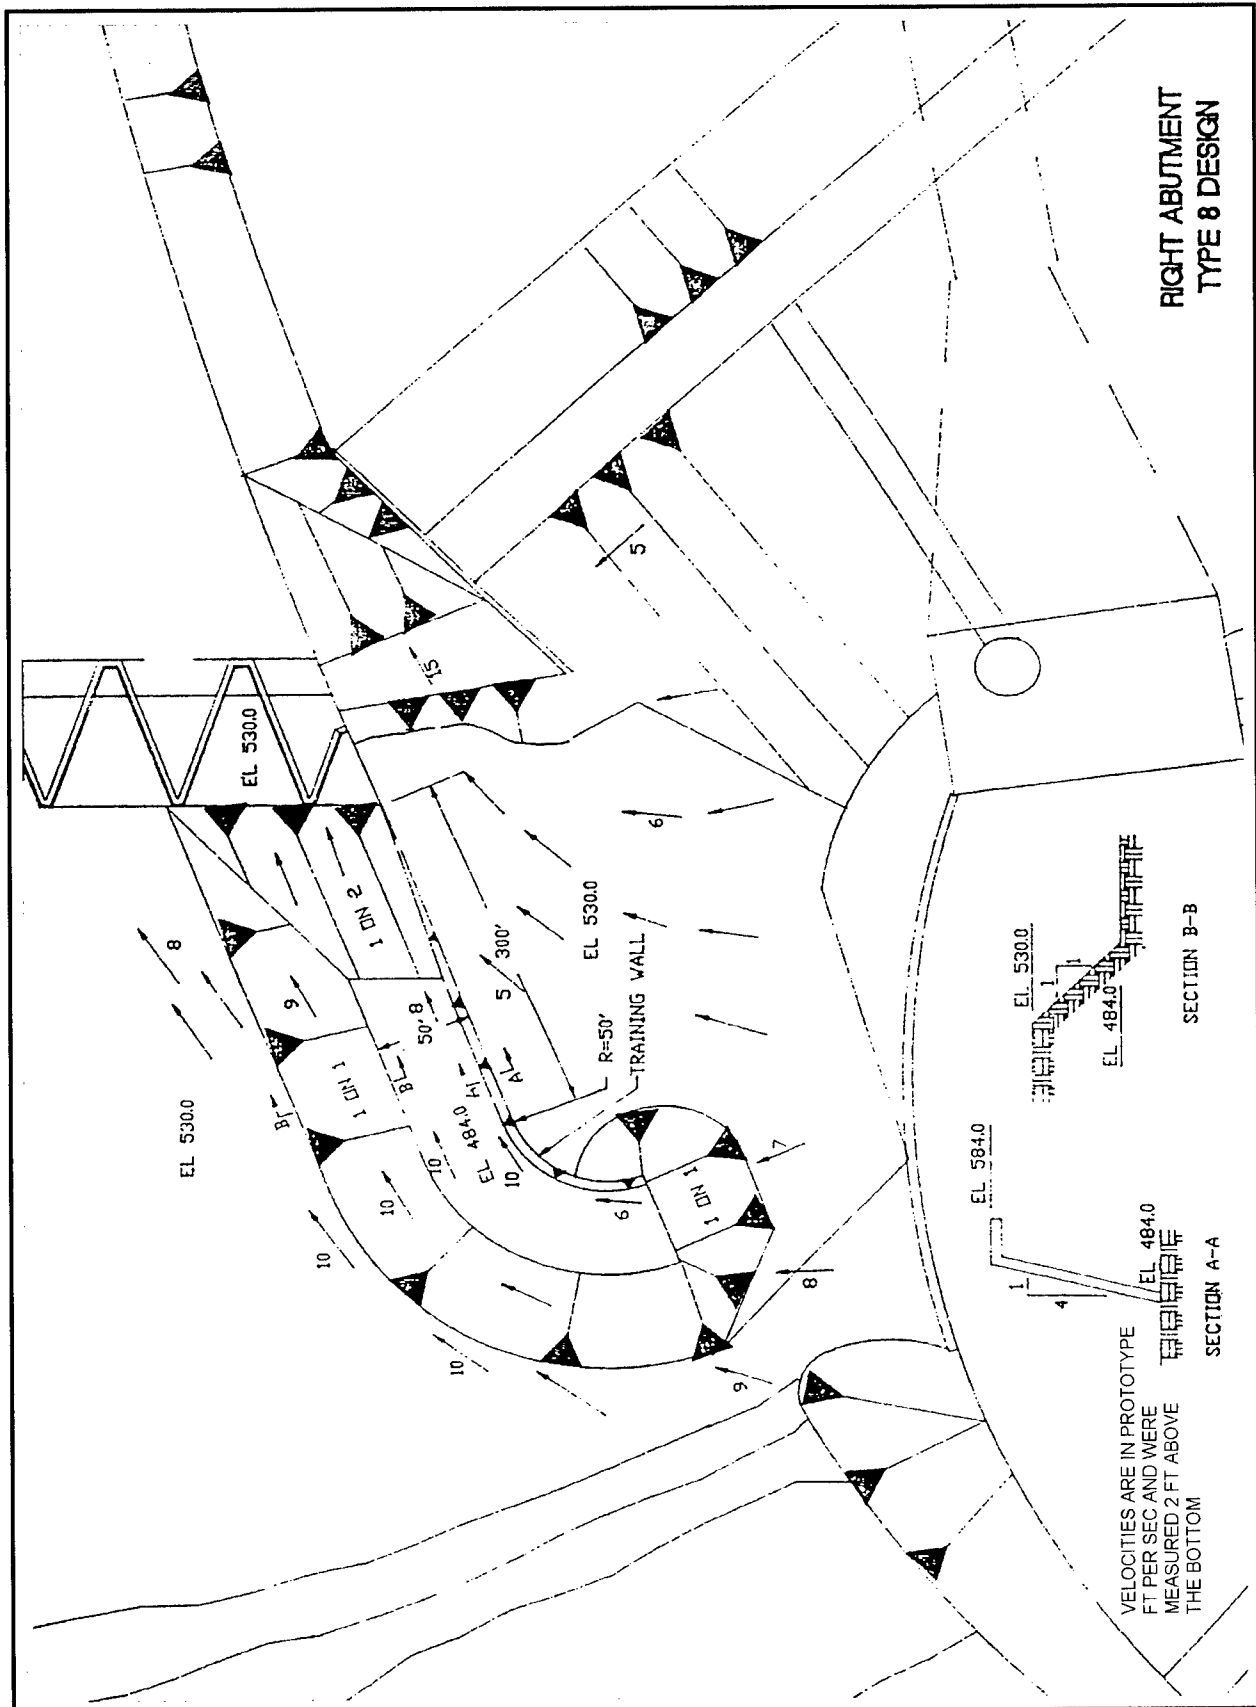 RIGHT ABUTMENT
TYPE 8 DESIGN
EL 530.0
EL 530.0
EL 530.0
EL 484.0
1 ON 1
1 ON 2
1 ON 1
TRAINING WALL
R=50'
300'
50'
8
9
10
10
10
10
10
9
8
7
6
6
5
5
8
15
B
B
A
A
VELOCITIES ARE IN PROTOTYPE
FT PER SEC AND WERE
MEASURED 2 FT ABOVE
THE BOTTOM
EL 584.0
1
4
EL 484.0
SECTION A-A
EL 530.0
1
1
EL 484.0
SECTION B-B